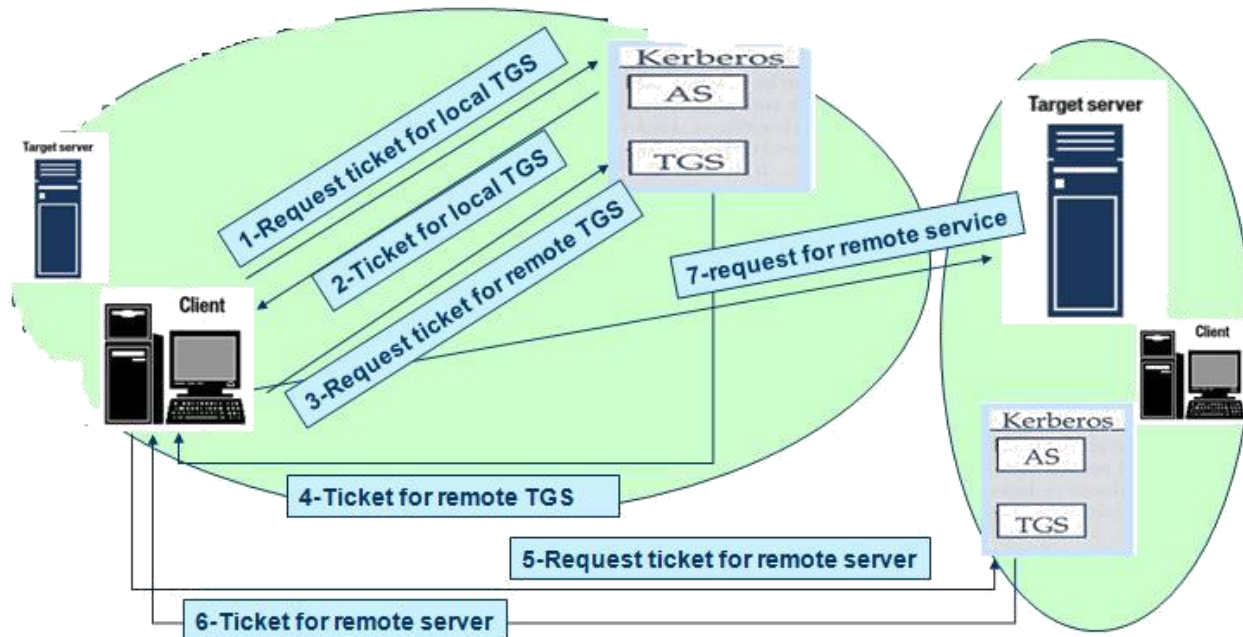 Kerberos
AS
TGS
Target server
Client
1-Request ticket for local TGS
2-Ticket for local TGS
3-Request ticket for remote TGS
4-Ticket for remote TGS
5-Request ticket for remote server
6-Ticket for remote server
7-request for remote service
Target server
Client
Kerberos
AS
TGS